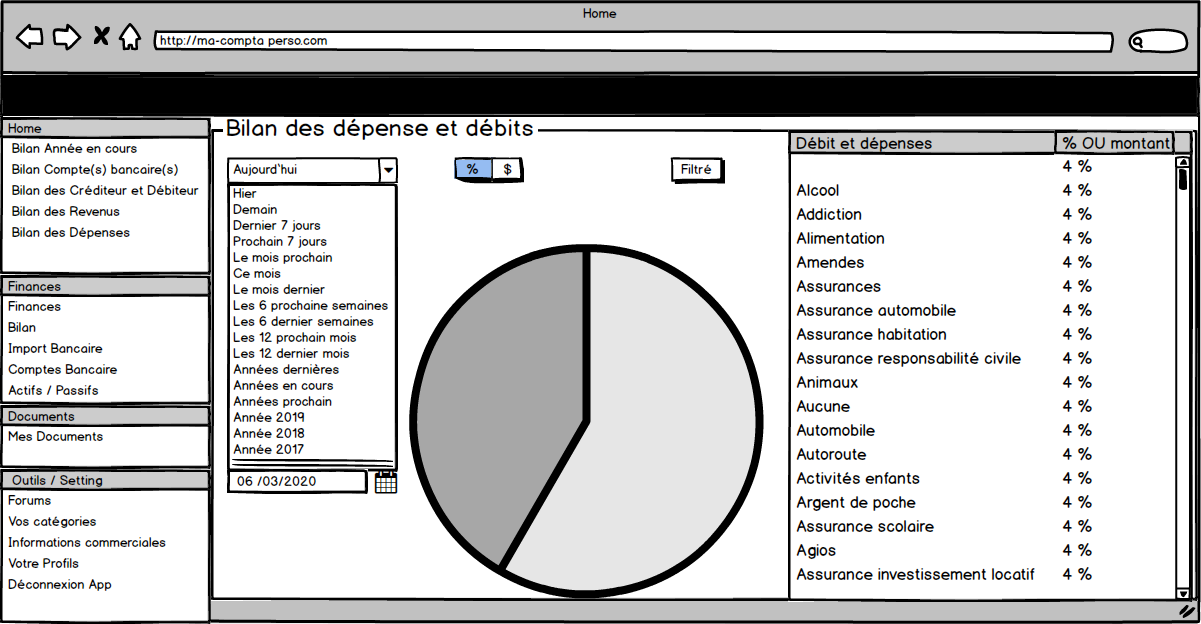 Home
http://ma-compta perso.com
Home
Bilan Année en cours
Bilan Compte(s) bancaire(s)
Bilan des Créditeur et Débiteur
Bilan des Revenus
Bilan des Dépenses
Finances
Finances
Bilan
Import Bancaire
Comptes Bancaire
Actifs / Passifs
Documents
Mes Documents
Outils / Setting
Forums
Vos catégories
Informations commerciales
Votre Profils
Déconnexion App
Bilan des dépense et débits
Aujourd'hui
% $
Filtré
Hier
Demain
Dernier 7 jours
Prochain 7 jours
Le mois prochain
Ce mois
Le mois dernier
Les 6 prochaine semaines
Les 6 dernier semaines
Les 12 prochain mois
Les 12 dernier mois
Années dernières
Années en cours
Années prochain
Année 2019
Année 2018
Année 2017
06 /03/2020
Débit et dépenses % OU montant
4 %
Alcool 4 %
Addiction 4 %
Alimentation 4 %
Amendes 4 %
Assurances 4 %
Assurance automobile 4 %
Assurance habitation 4 %
Assurance responsabilité civile 4 %
Animaux 4 %
Aucune 4 %
Automobile 4 %
Autoroute 4 %
Activités enfants 4 %
Argent de poche 4 %
Assurance scolaire 4 %
Agios 4 %
Assurance investissement locatif 4 %